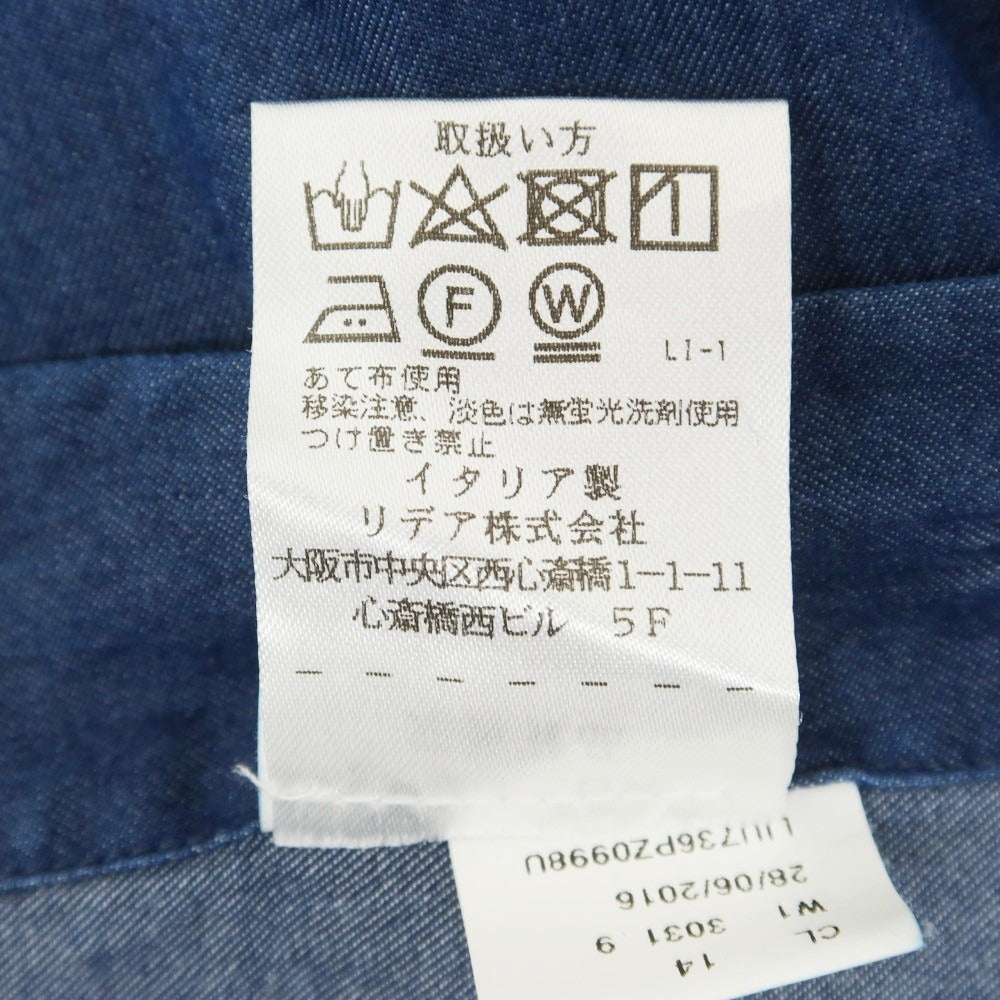 取扱い方
F W LI-1
あて布使用
移染注意、淡色は無蛍光洗剤使用
つけ置き禁止
イタリア製
リデア株式会社
大阪市中央区西心斎橋1-1-11
心斎橋西ビル 5F
LIU736PZ0998U
28/06/2016
W1
CL 3031 9
14